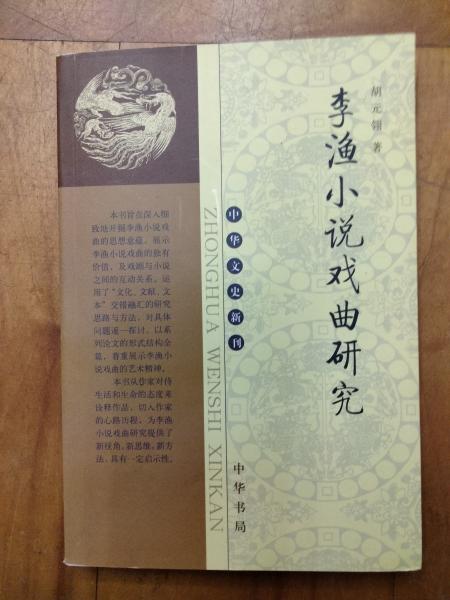 李渔小说戏曲研究
胡元翎 著
中华文史新刊
ZHONGHUA WENSHI XINKAN
中华书局
本书旨在深入细
致地开掘李渔小说戏
曲的思想意蕴，展示
李渔小说戏曲的独有
价值，及戏剧与小说
之间的互动关系。运
用了“文化、文献、文
本”交错融汇的研究
思路与方法，对具体
问题逐一探讨，以系
列论文的形式结构全
篇，着重展示李渔小
说戏曲的艺术精神。
本书从作家对待
生活和生命的态度来
诠释作品，切入作家
的心路历程，为李渔
小说戏曲研究提供了
新视角、新思维、新方
法，具有一定启示性。